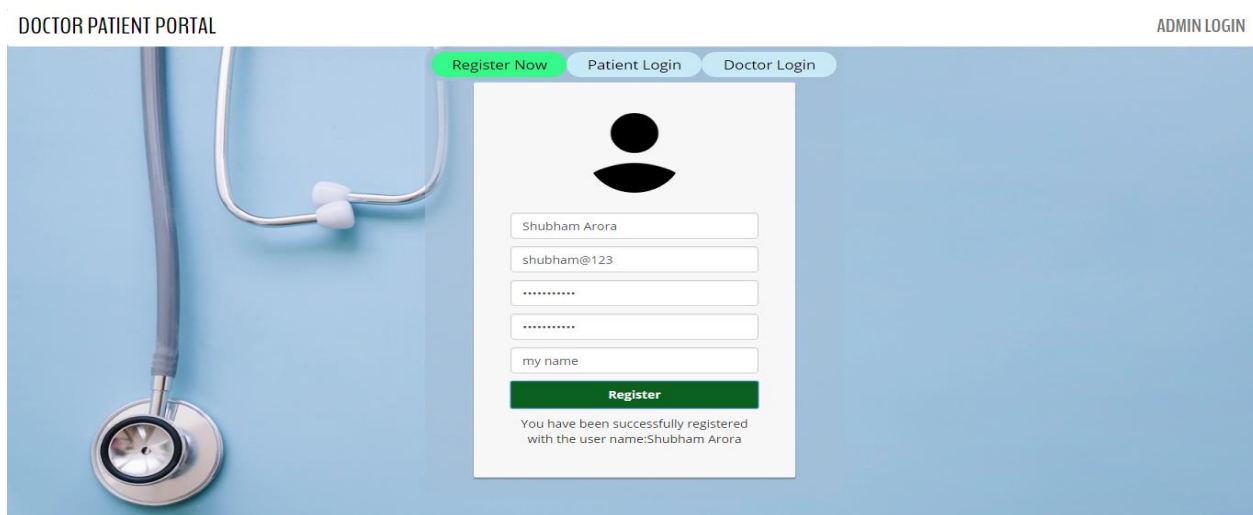 DOCTOR PATIENT PORTAL
ADMIN LOGIN
Register Now
Patient Login
Doctor Login
Shubham Arora
shubham@123
···········
···········
my name
Register
You have been successfully registered
with the user name:Shubham Arora